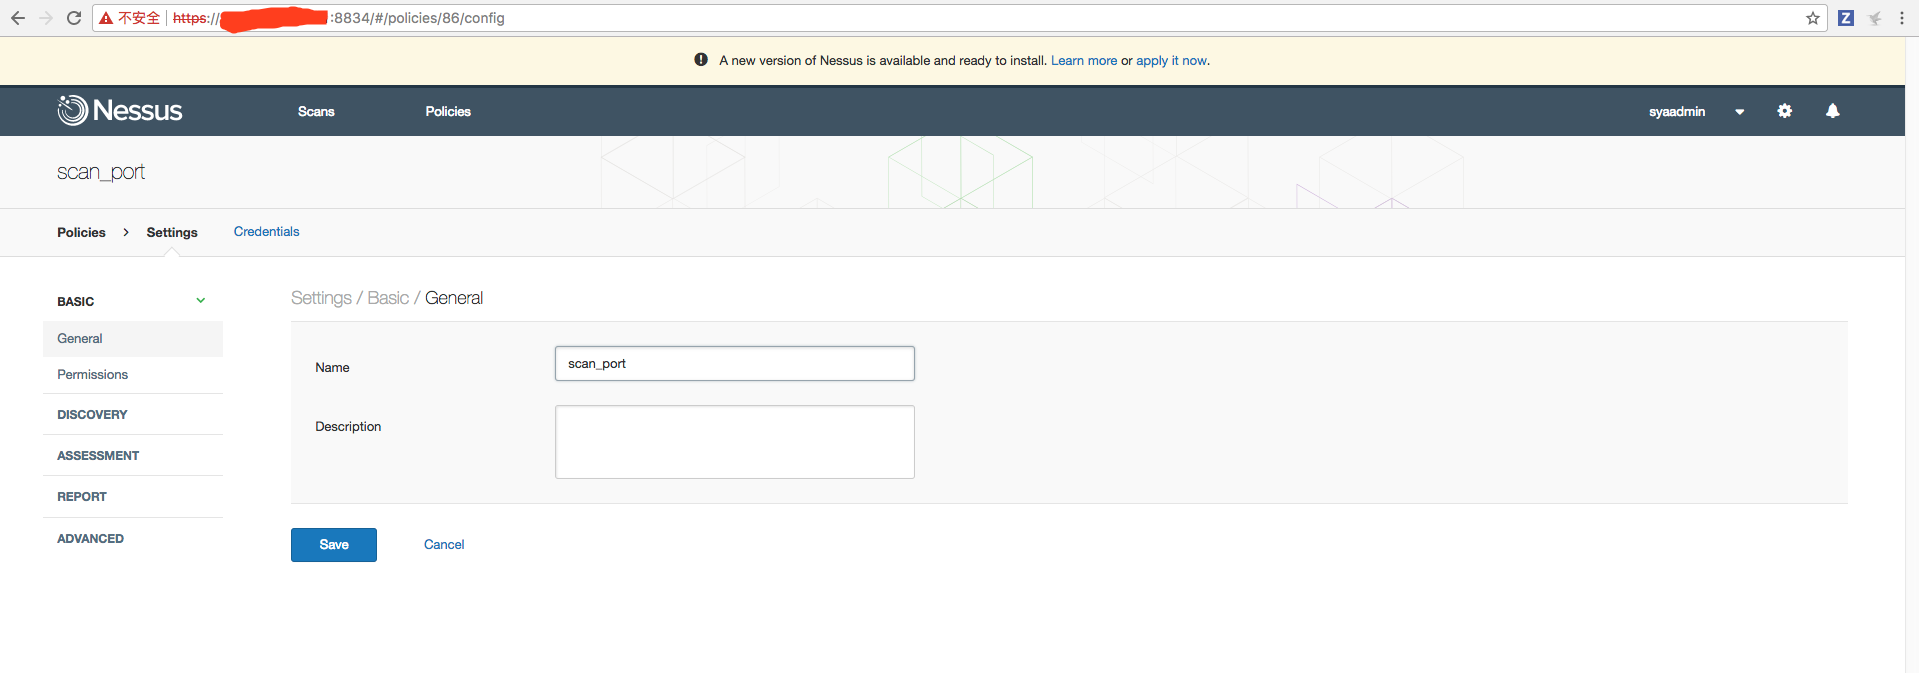 不安全 https:// :8834/#/policies/86/config
A new version of Nessus is available and ready to install. Learn more or apply it now.
Nessus Scans Policies syaadmin
scan_port
Policies > Settings Credentials
BASIC
General
Permissions
DISCOVERY
ASSESSMENT
REPORT
ADVANCED
Settings / Basic / General
Name scan_port
Description
Save Cancel